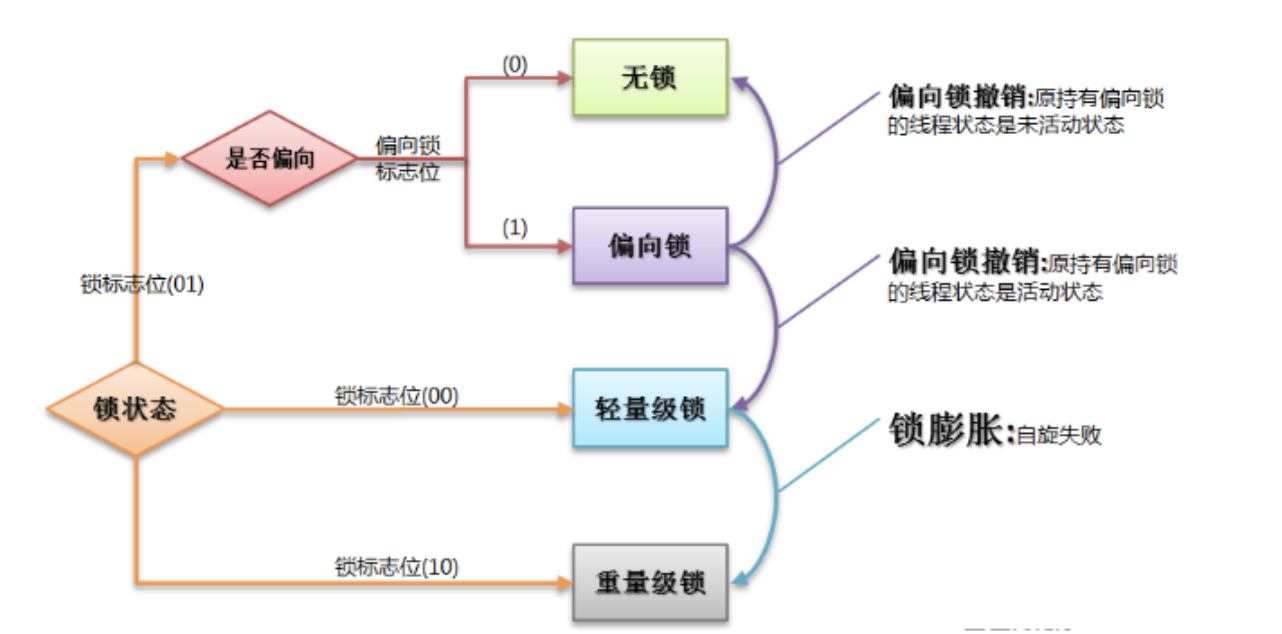 (0)
无锁
偏向锁撤销:原持有偏向锁
的线程状态是未活动状态
是否偏向
偏向锁
标志位
(1)
偏向锁
偏向锁撤销:原持有偏向锁
的线程状态是活动状态
锁标志位(01)
锁状态
锁标志位(00)
轻量级锁
锁膨胀:自旋失败
锁标志位(10)
重量级锁